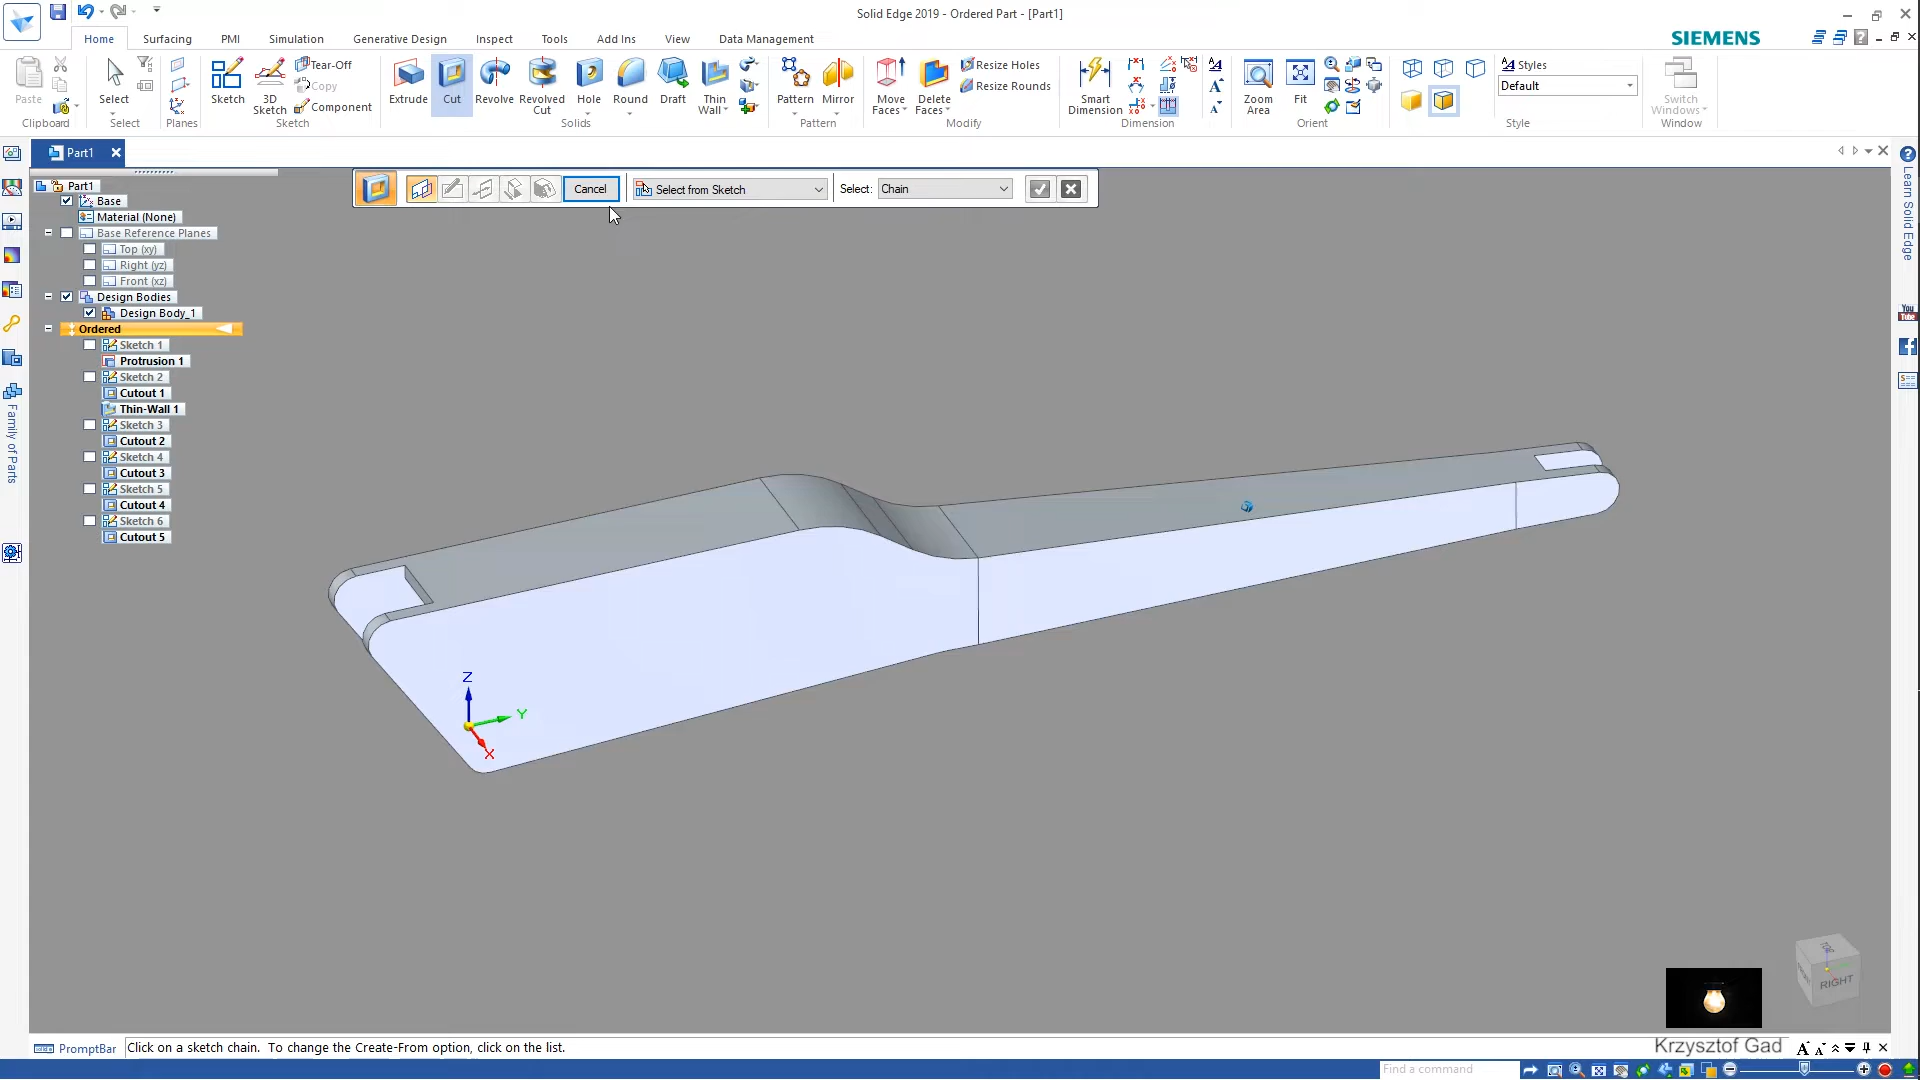 Solid Edge 2019 - Ordered Part - [Part1]
Home Surfacing PMI Simulation Generative Design Inspect Tools Add Ins View Data Management
SIEMENS
Paste
Clipboard
Select
Select
Planes
Sketch
3D Sketch
Tear-Off
Copy
Component
Sketch
Extrude
Cut
Revolve
Revolved Cut
Hole
Round
Draft
Thin Wall
Solids
Pattern
Mirror
Pattern
Move Faces
Delete Faces
Resize Holes
Resize Rounds
Modify
Smart Dimension
Dimension
Zoom Area
Fit
Orient
Styles
Default
Style
Switch Windows
Window
Part1
Cancel
Select from Sketch
Select: Chain
Part1
Base
Material (None)
Base Reference Planes
Top (xy)
Right (yz)
Front (xz)
Design Bodies
Design Body_1
Ordered
Sketch 1
Protrusion 1
Sketch 2
Cutout 1
Thin-Wall 1
Sketch 3
Cutout 2
Sketch 4
Cutout 3
Sketch 5
Cutout 4
Sketch 6
Cutout 5
Family of Parts
Learn Solid Edge
You
Tube
Z
Y
X
RIGHT
Krzysztof Gad
PromptBar
Click on a sketch chain. To change the Create-From option, click on the list.
Find a command